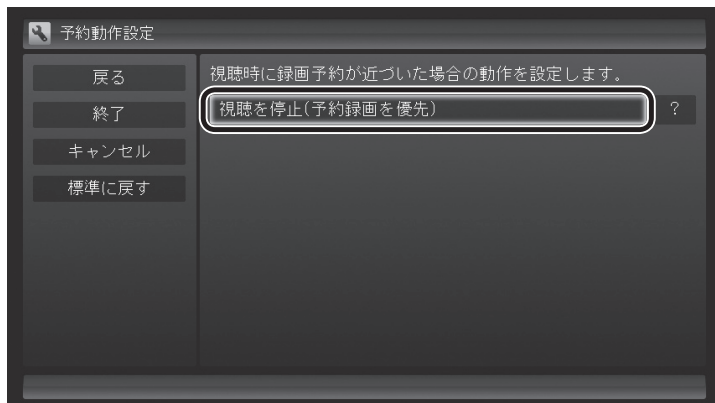 予約動作設定
戻る
終了
キャンセル
標準に戻す
視聴時に録画予約が近づいた場合の動作を設定します。
視聴を停止(予約録画を優先)
?